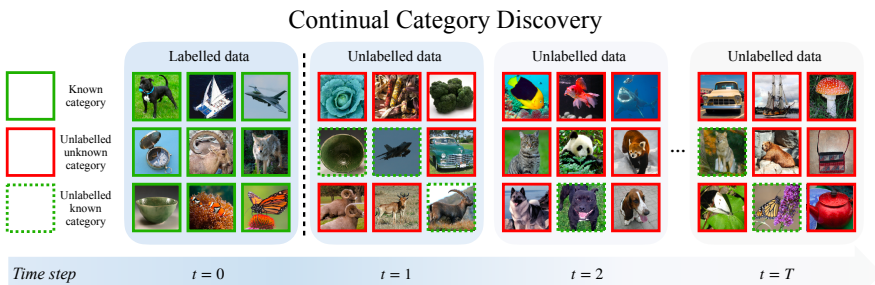 Continual Category Discovery
Labelled data
Unlabelled data
Unlabelled data
Unlabelled data
Known
category
Unlabelled
unknown
category
Unlabelled
known
category
...
Time step
t = 0
t = 1
t = 2
t = T